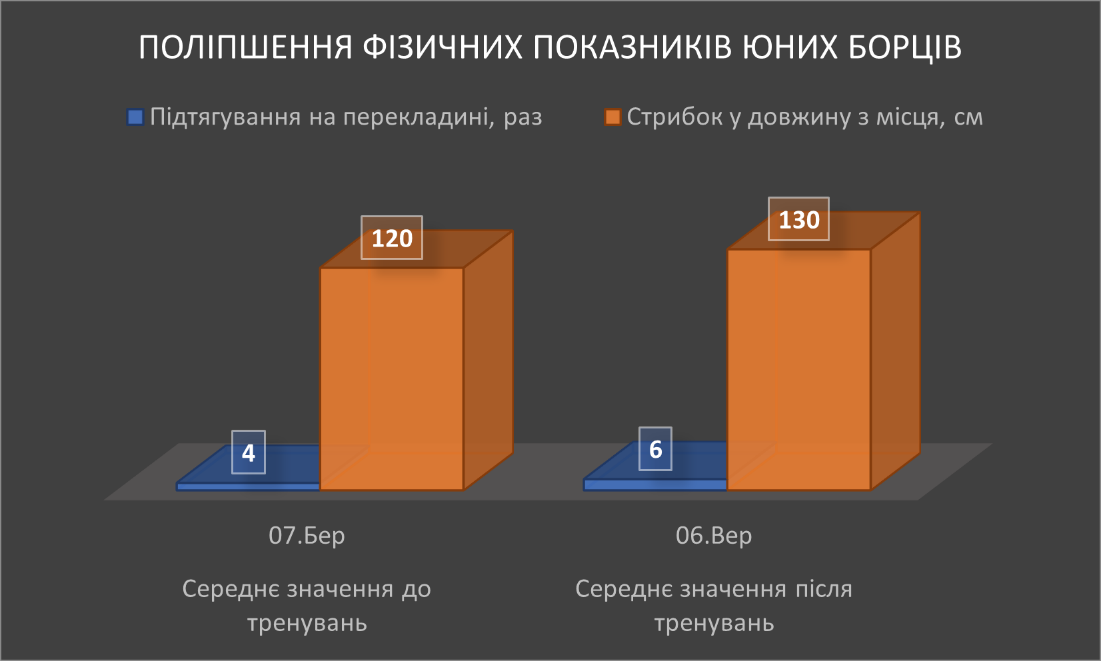 ПОЛІПШЕННЯ ФІЗИЧНИХ ПОКАЗНИКІВ ЮНИХ БОРЦІВ
Підтягування на перекладині, раз
Стрибок у довжину з місця, см
120
130
4
6
07.Бер
06.Вер
Середнє значення до
тренувань
Середнє значення після
тренувань